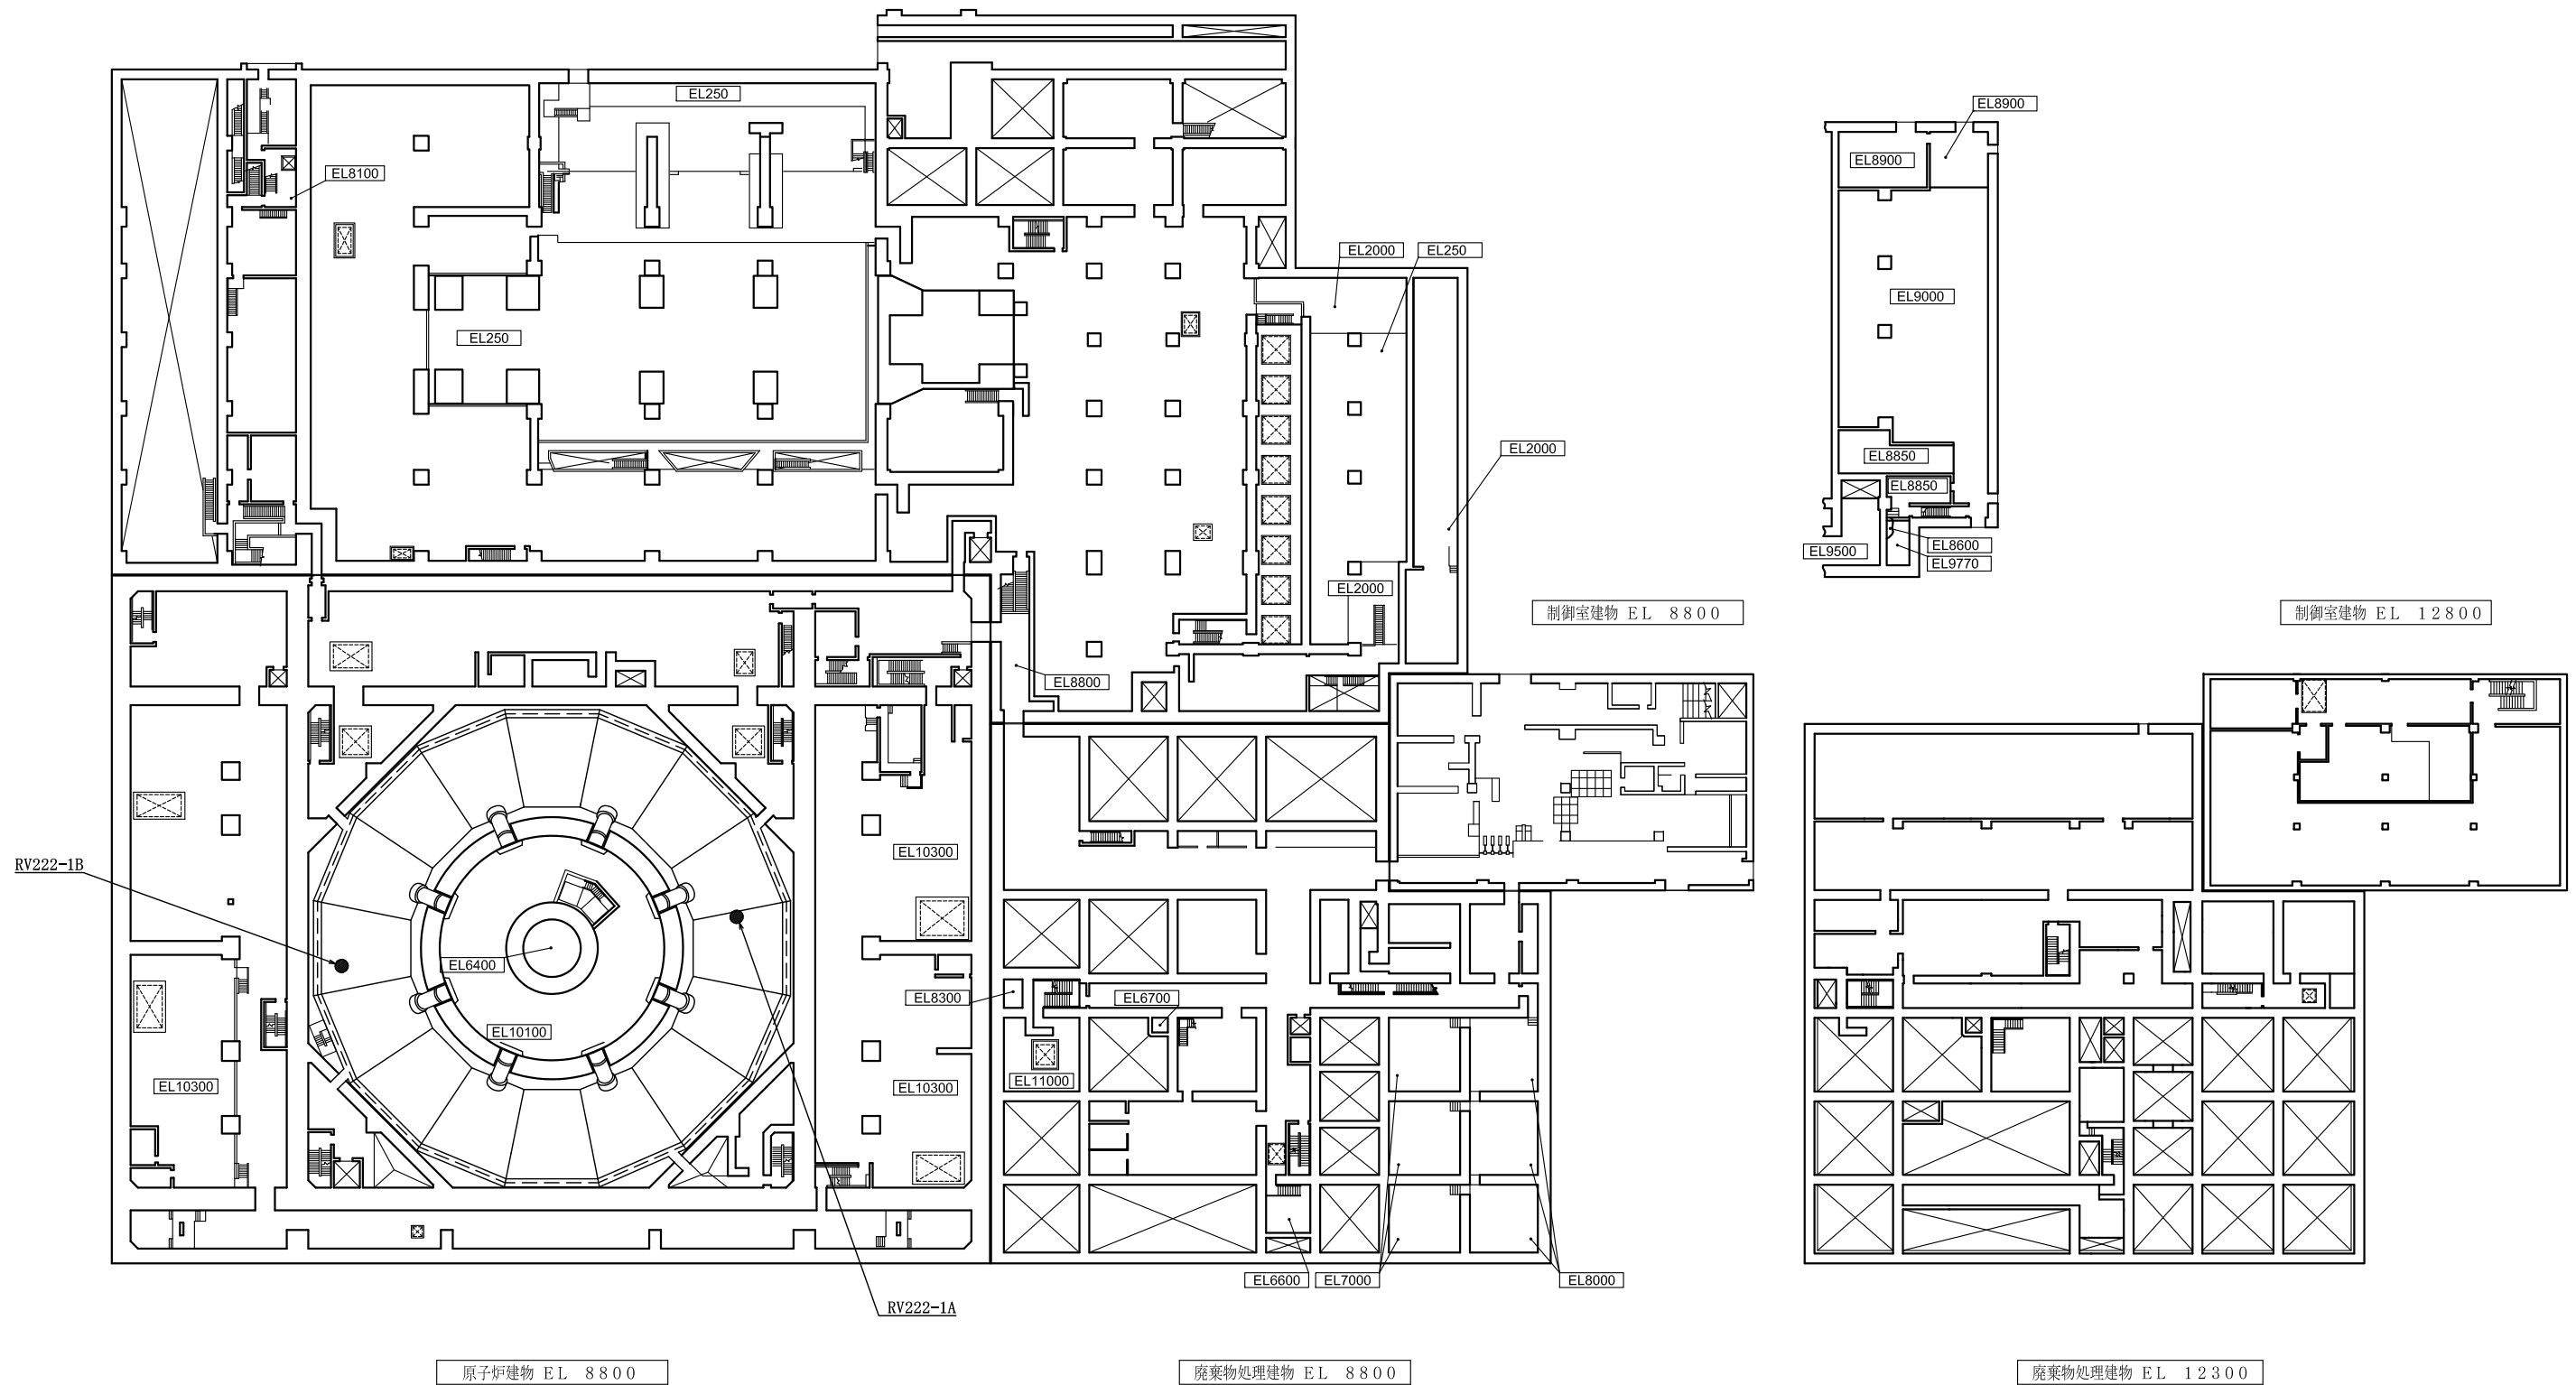 EL8900
EL250
EL8900
EL8100
EL2000
EL250
EL9000
EL250
EL2000
EL8850
EL8850
EL8600
EL9500
EL9770
EL2000
制御室建物 EL 8800
制御室建物 EL 12800
EL8800
EL10300
RV222-1B
EL6400
EL8300
EL6700
EL10100
EL11000
EL10300
EL10300
EL6600
EL7000
EL8000
RV222-1A
原子炉建物 EL 8800
廃棄物処理建物 EL 8800
廃棄物処理建物 EL 12300